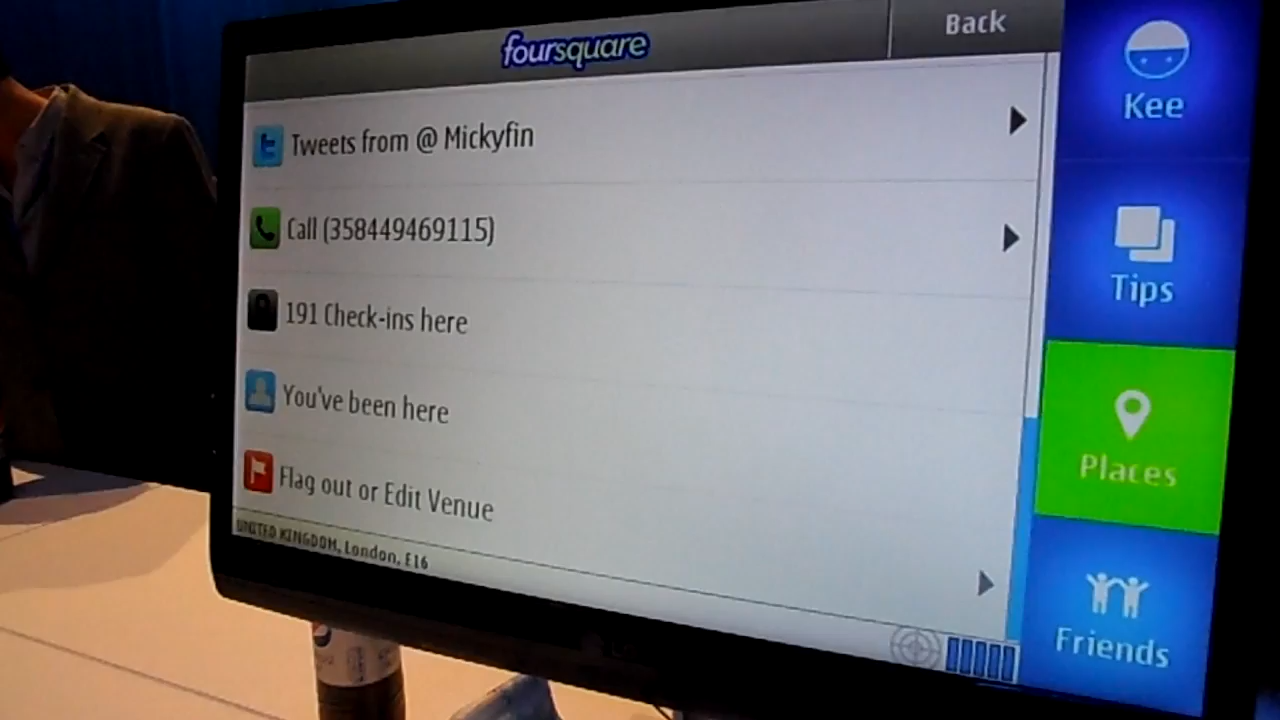 foursquare
Back
Tweets from @ Mickyfin
Call (358449469115)
191 Check-ins here
You've been here
Flag out or Edit Venue
UNITED KINGDOM, London, E16
Kee
Tips
Places
Friends